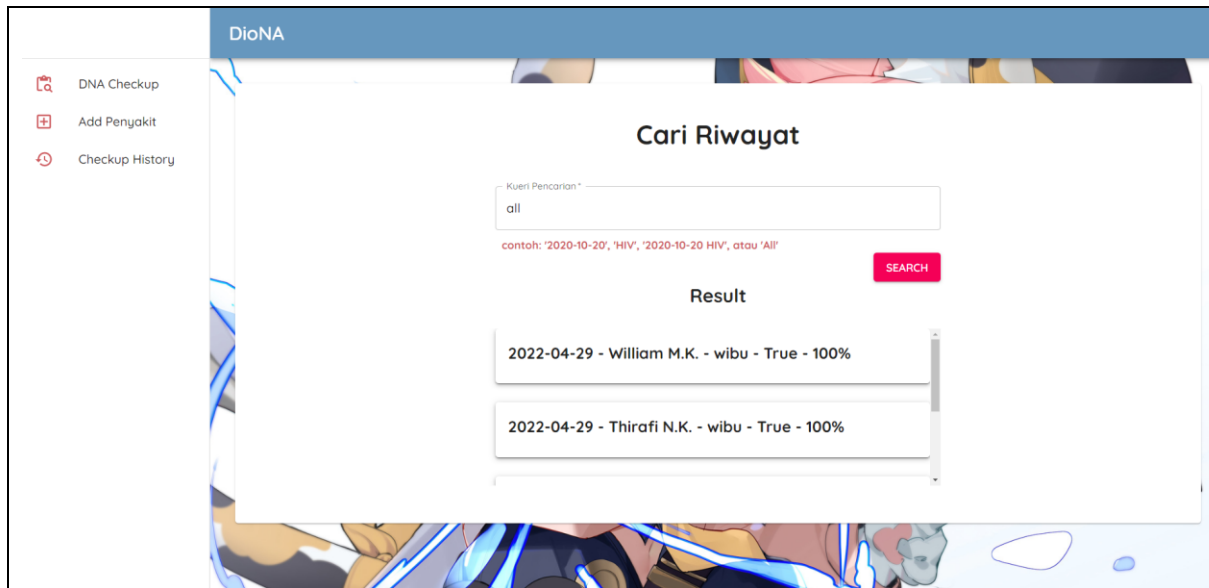 DioNA
DNA Checkup
Add Penyakit
Checkup History
Cari Riwayat
Kueri Pencarian *
all
contoh: '2020-10-20', 'HIV', '2020-10-20 HIV', atau 'All'
SEARCH
Result
2022-04-29 - William M.K. - wibu - True - 100%
2022-04-29 - Thirafi N.K. - wibu - True - 100%